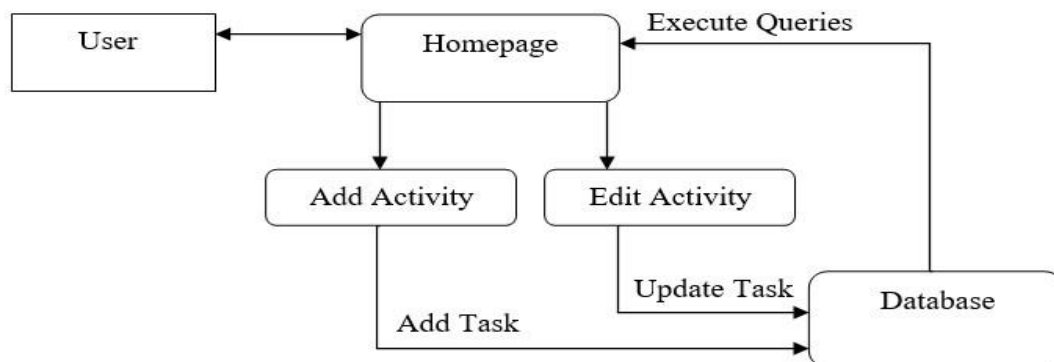 User
Homepage
Execute Queries
Add Activity
Edit Activity
Update Task
Database
Add Task